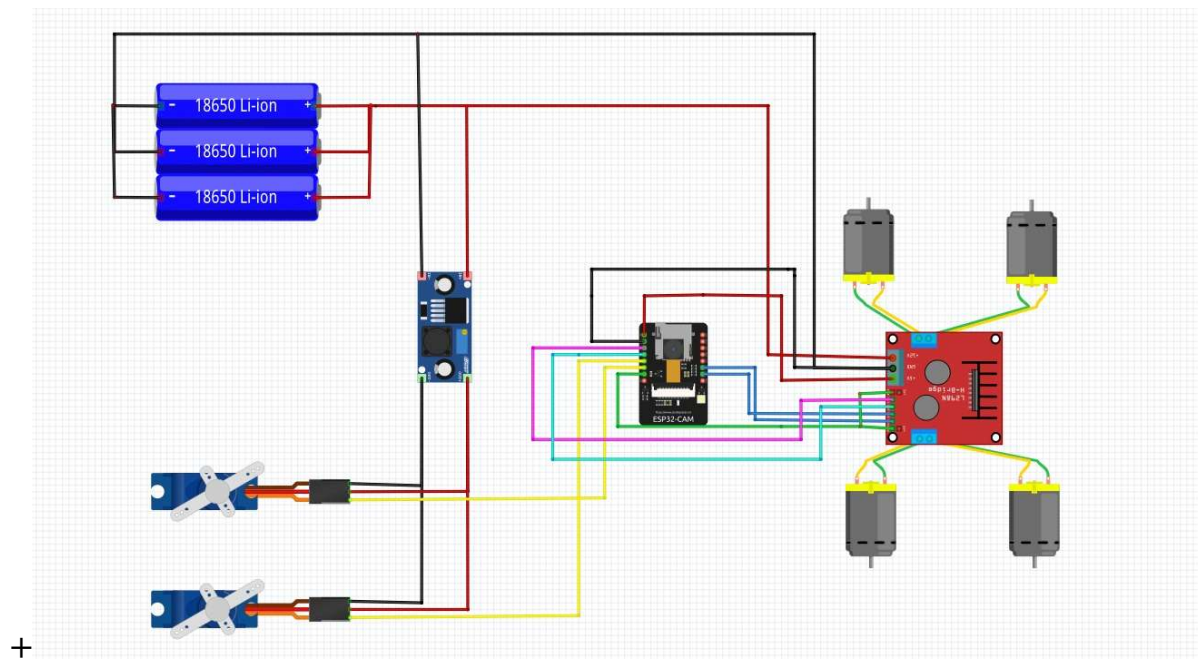 - 18650 Li-ion +
- 18650 Li-ion +
- 18650 Li-ion +
ESP32-CAM
L298N
H-Bridge
+